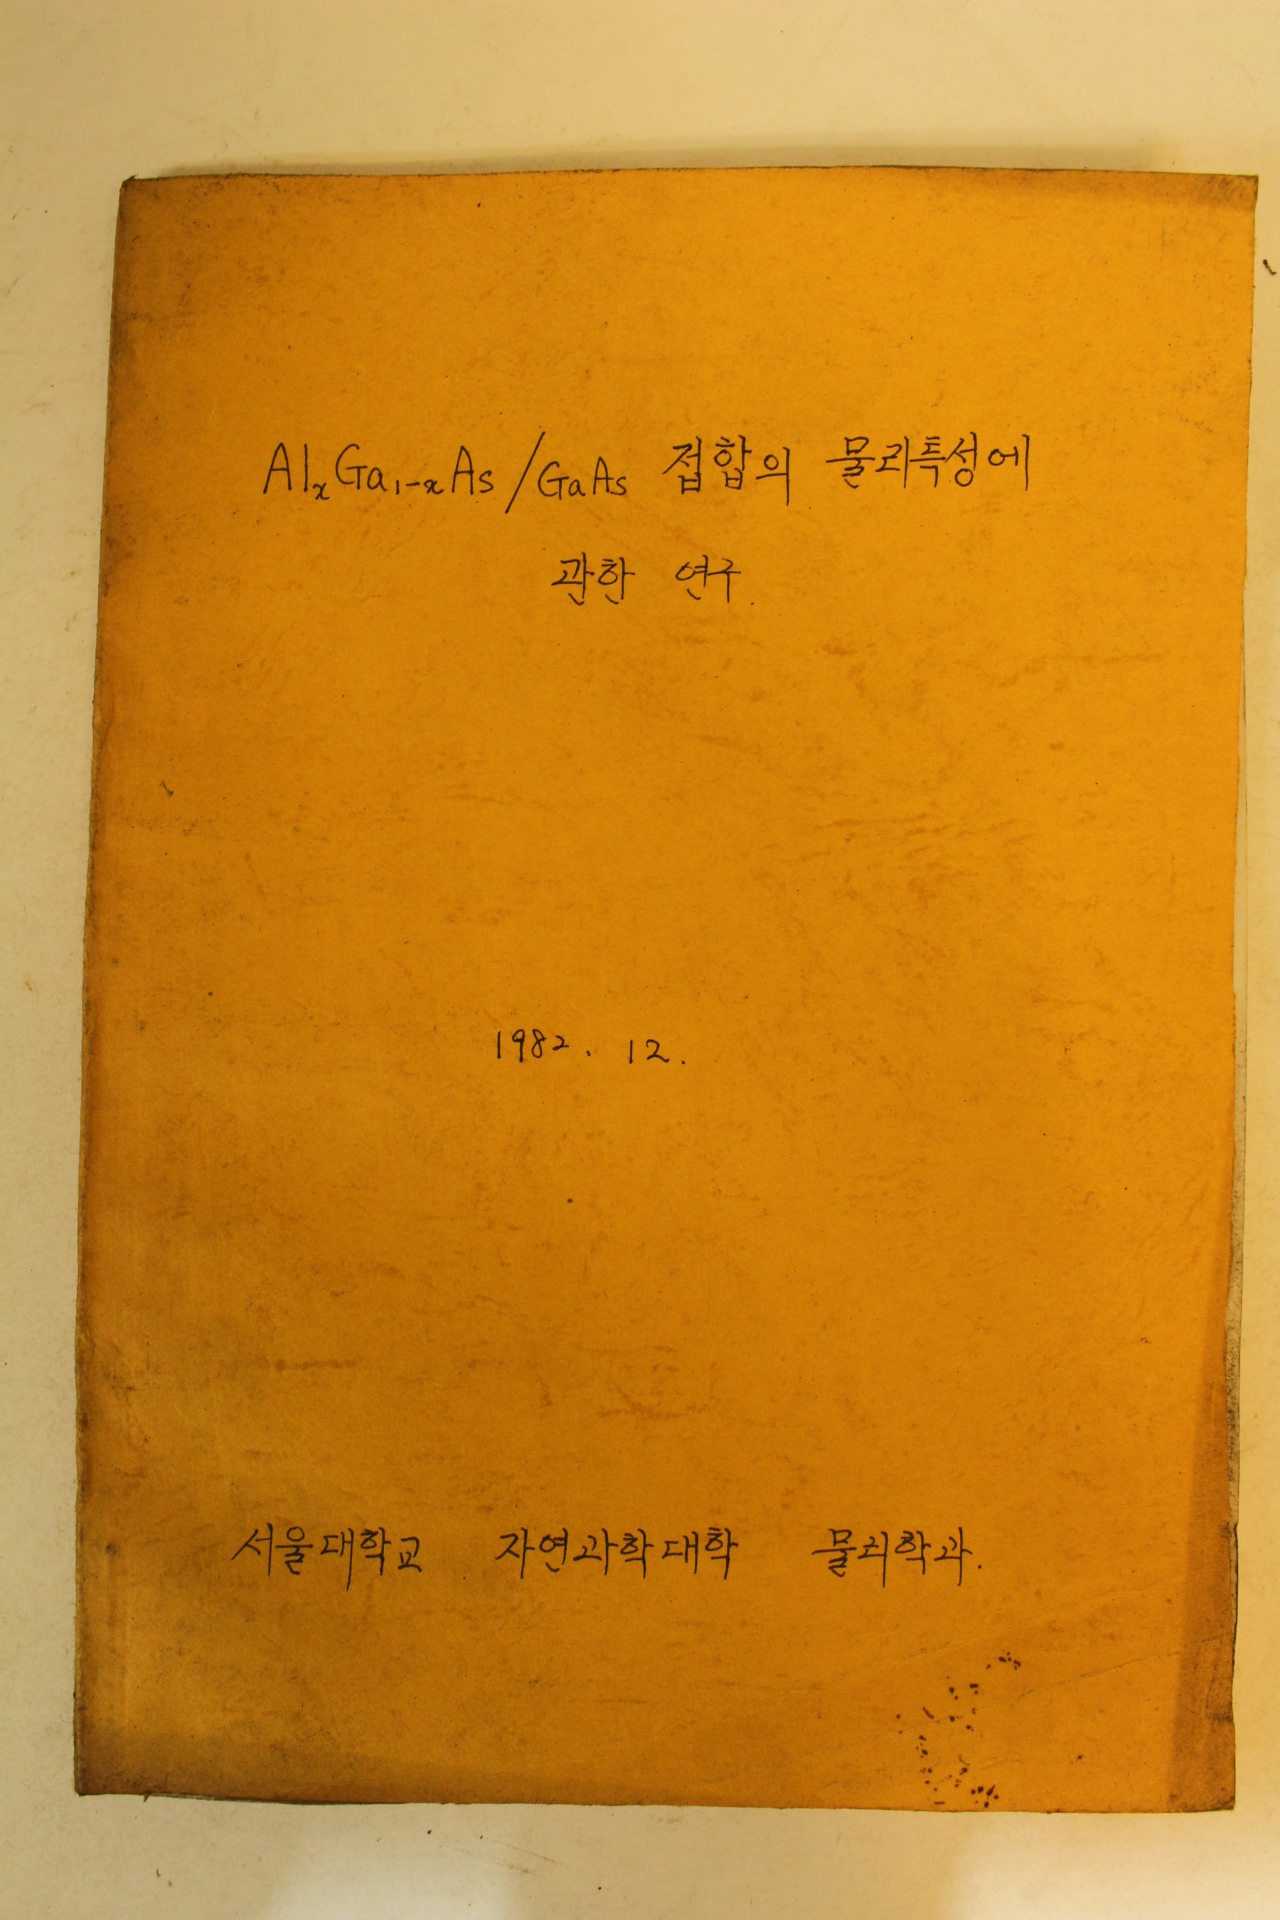 AlₓGa₁₋ₓAs/GaAs 접합의 물리특성에
관한 연구.
1982. 12.
서울대학교 자연과학대학 물리학과.